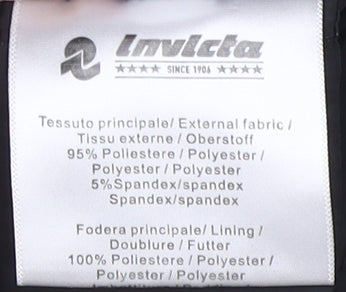 Invicta
★★★★ SINCE 1906 ★★★★
Tessuto principale/ External fabric /
Tissu externe / Oberstoff
95% Poliestere / Polyester /
Polyester / Polyester
5%Spandex/spandex
Spandex/spandex
Fodera principale/ Lining /
Doublure / Futter
100% Poliestere / Polyester /
Polyester / Polyester